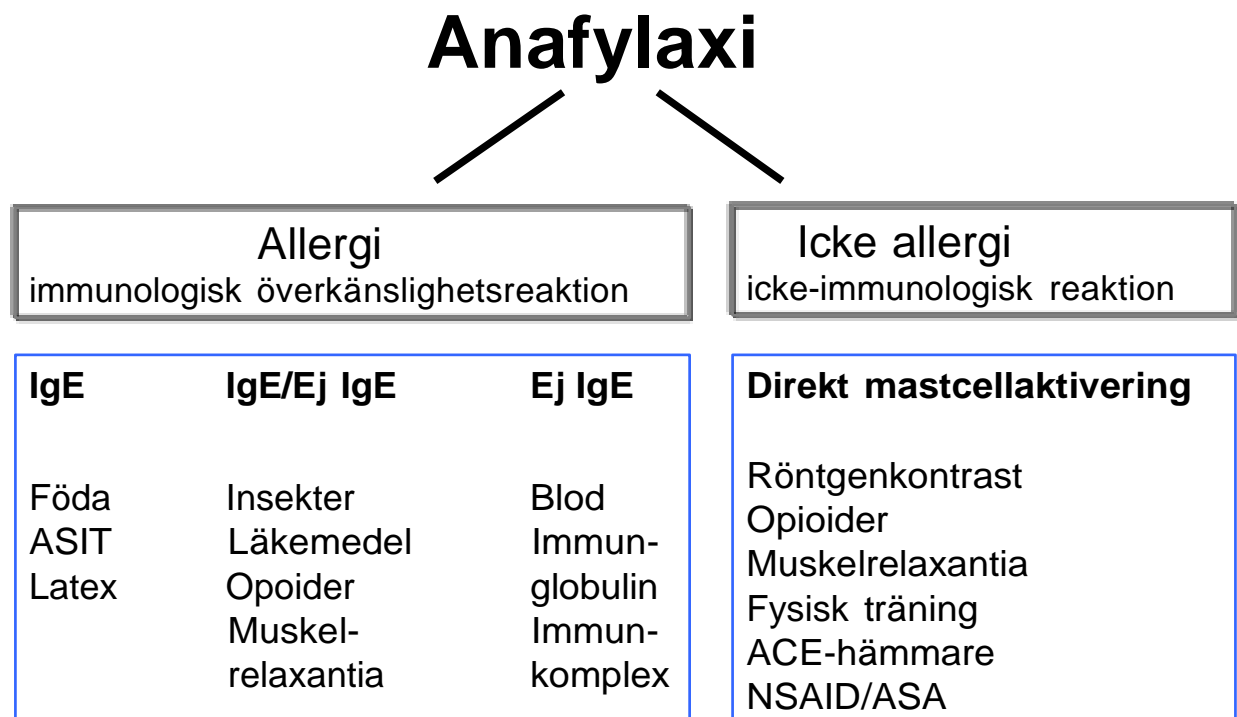 Anafylaxi
Allergi
immunologisk överkänslighetsreaktion
Icke allergi
icke-immunologisk reaktion
IgE IgE/Ej IgE Ej IgE
Föda Insekter Blod
ASIT Läkemedel Immun-
Latex Opoider globulin
Muskel- Immun-
relaxantia komplex
Direkt mastcellaktivering
Röntgenkontrast
Opioider
Muskelrelaxantia
Fysisk träning
ACE-hämmare
NSAID/ASA